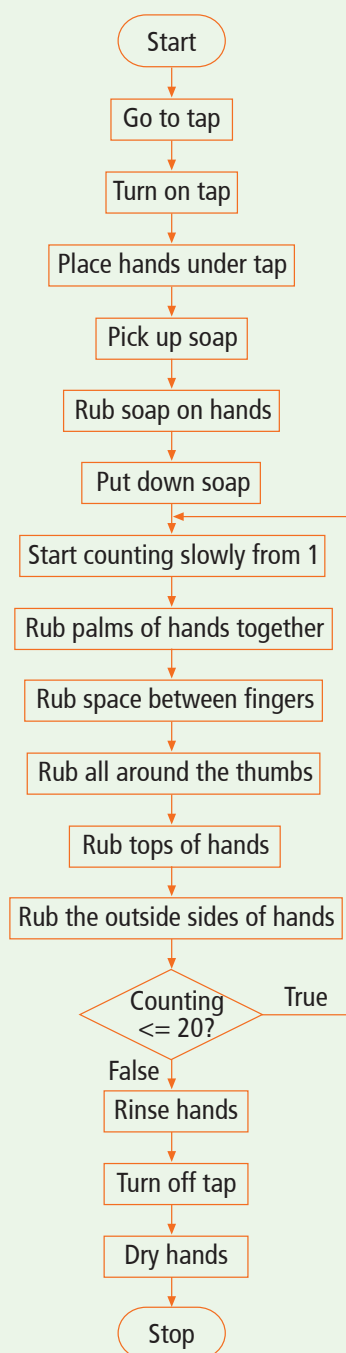 Start
Go to tap
Turn on tap
Place hands under tap
Pick up soap
Rub soap on hands
Put down soap
Start counting slowly from 1
Rub palms of hands together
Rub space between fingers
Rub all around the thumbs
Rub tops of hands
Rub the outside sides of hands
Counting
<= 20?
True
False
Rinse hands
Turn off tap
Dry hands
Stop